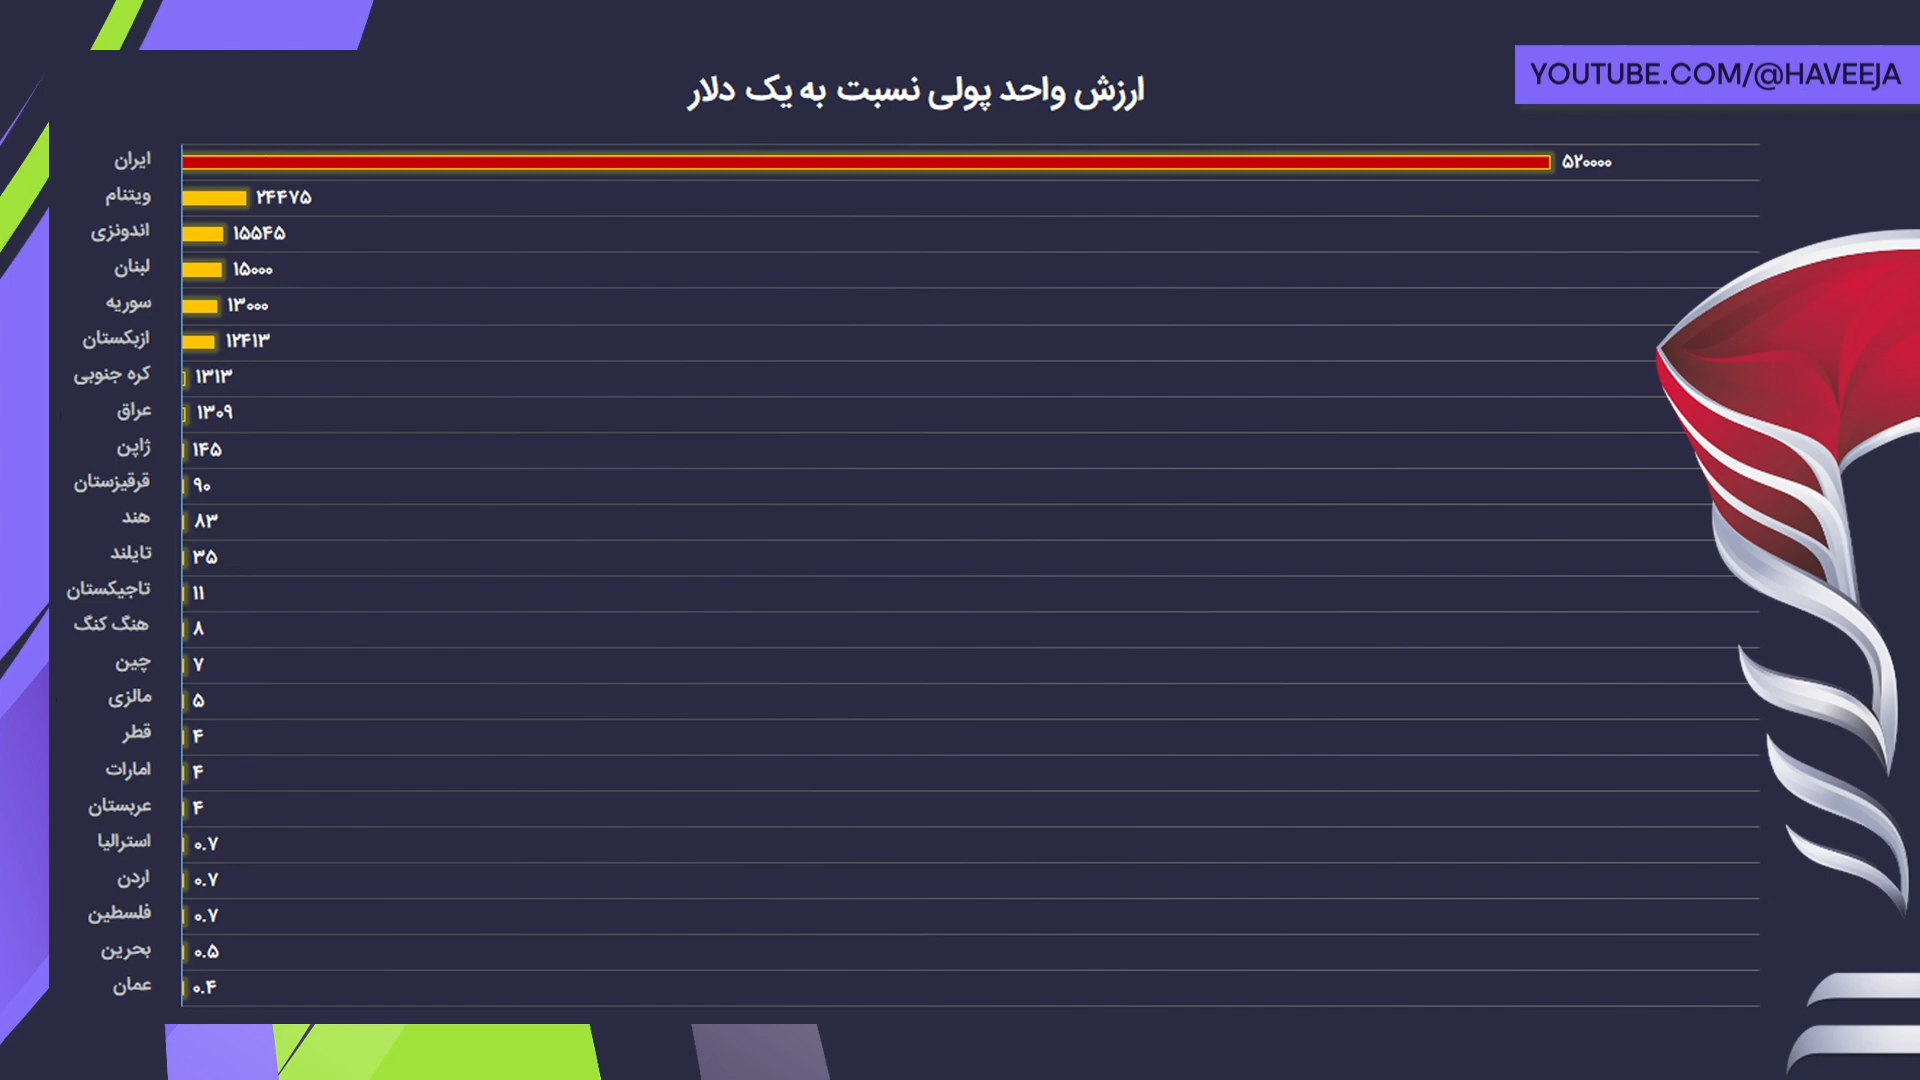 YOUTUBE.COM/@HAVEEJA
ارزش واحد پولی نسبت به یک دلار
ایران ۵۲۰۰۰۰
ویتنام ۲۴۴۷۵
اندونزی ۱۵۵۴۵
لبنان ۱۵۰۰۰
سوریه ۱۳۰۰۰
ازبکستان ۱۲۴۱۳
کره جنوبی ۱۳۱۳
عراق ۱۳۰۹
ژاپن ۱۴۵
قرقیزستان ۹۰
هند ۸۳
تایلند ۳۵
تاجیکستان ۱۱
هنگ کنگ ۸
چین ۷
مالزی ۵
قطر ۴
امارات ۴
عربستان ۴
استرالیا ۰.۷
اردن ۰.۷
فلسطین ۰.۷
بحرین ۰.۵
عمان ۰.۴